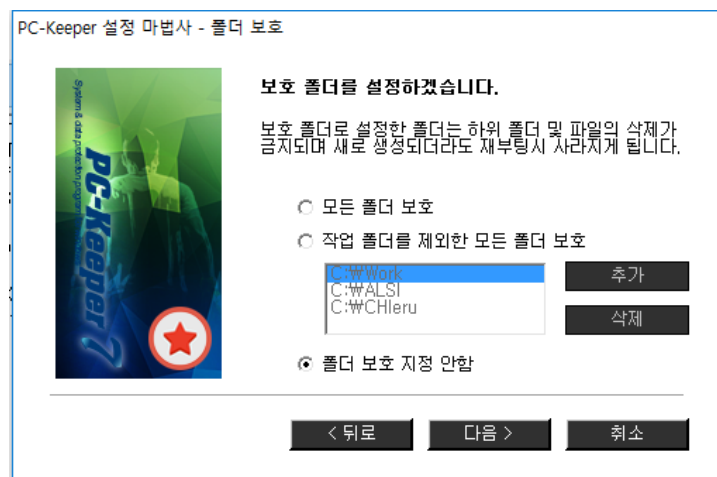 PC-Keeper 설정 마법사 - 폴더 보호
보호 폴더를 설정하겠습니다.
보호 폴더로 설정한 폴더는 하위 폴더 및 파일의 삭제가
금지되며 새로 생성되더라도 재부팅시 사라지게 됩니다.
모든 폴더 보호
작업 폴더를 제외한 모든 폴더 보호
C:₩Work
C:₩ALSI
C:₩CHIeru
추가
삭제
폴더 보호 지정 안함
< 뒤로
다음 >
취소
PC-Keeper 7
System & data protection program